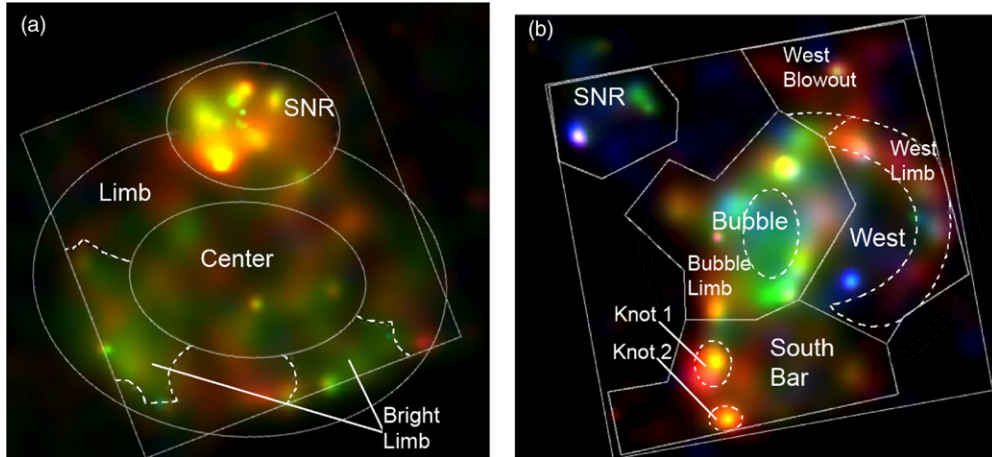 (a)
SNR
Limb
Center
Bright
Limb
(b)
West
Blowout
SNR
West
Limb
Bubble
West
Bubble
Limb
Knot 1
Knot 2
South
Bar